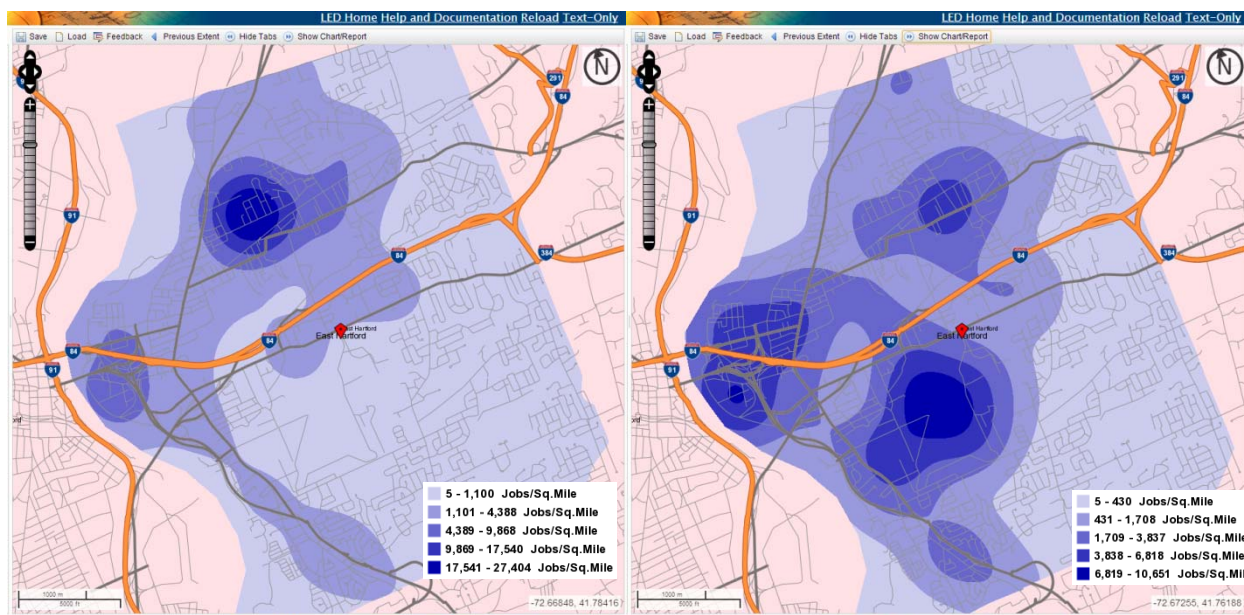 LED Home Help and Documentation Reload Text-Only
Save Load Feedback Previous Extent Hide Tabs Show Chart/Report
N
291
84
91
384
84
East Hartford
84
84
91
5 - 1,100 Jobs/Sq.Mile
1,101 - 4,388 Jobs/Sq.Mile
4,389 - 9,868 Jobs/Sq.Mile
9,869 - 17,540 Jobs/Sq.Mile
17,541 - 27,404 Jobs/Sq.Mile
1000 m
5000 ft
-72.66848, 41.78416
LED Home Help and Documentation Reload Text-Only
Save Load Feedback Previous Extent Hide Tabs Show Chart/Report
N
291
84
91
384
84
East Hartford
East Hartford
84
84
91
5 - 430 Jobs/Sq.Mile
431 - 1,708 Jobs/Sq.Mile
1,709 - 3,837 Jobs/Sq.Mile
3,838 - 6,818 Jobs/Sq.Mile
6,819 - 10,651 Jobs/Sq.Mil
1000 m
5000 ft
-72.67255, 41.76188